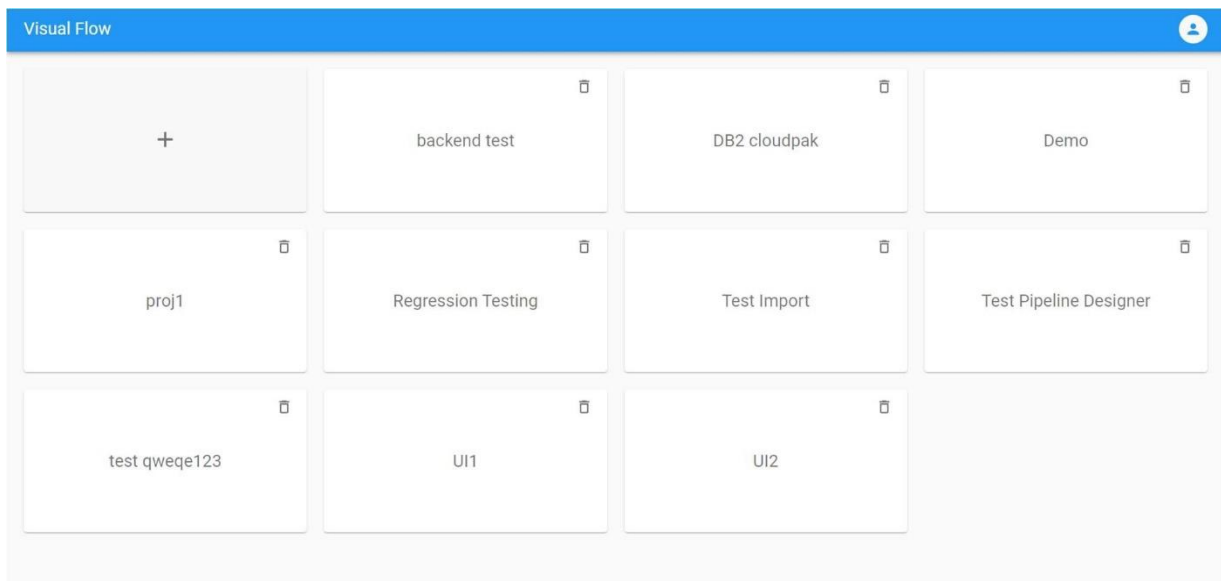 Visual Flow
+
backend test
DB2 cloudpak
Demo
proj1
Regression Testing
Test Import
Test Pipeline Designer
test qweqe123
UI1
UI2